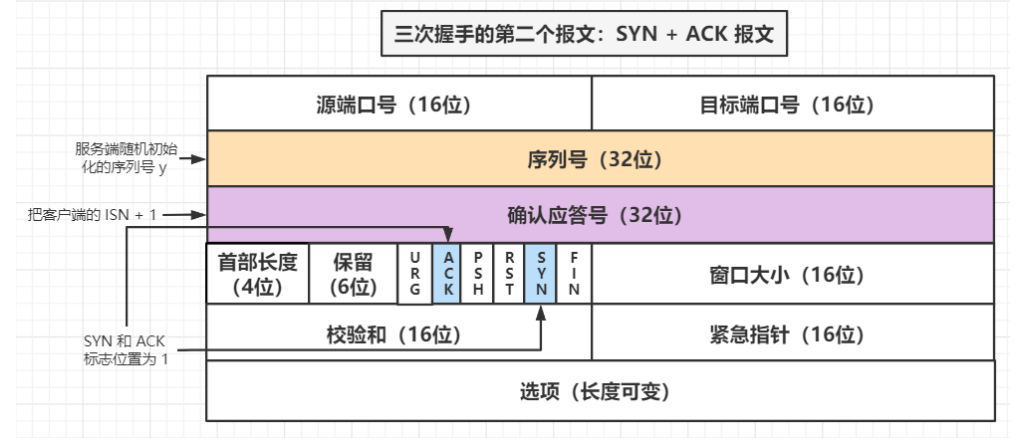 三次握手的第二个报文：SYN + ACK 报文
源端口号（16位）
目标端口号（16位）
服务端随机初始
化的序列号 y
序列号（32位）
把客户端的 ISN + 1
确认应答号（32位）
首部长度
（4位）
保留
（6位）
URG
ACK
PSH
RST
SYN
FIN
窗口大小（16位）
SYN 和 ACK
标志位置为 1
校验和（16位）
紧急指针（16位）
选项（长度可变）